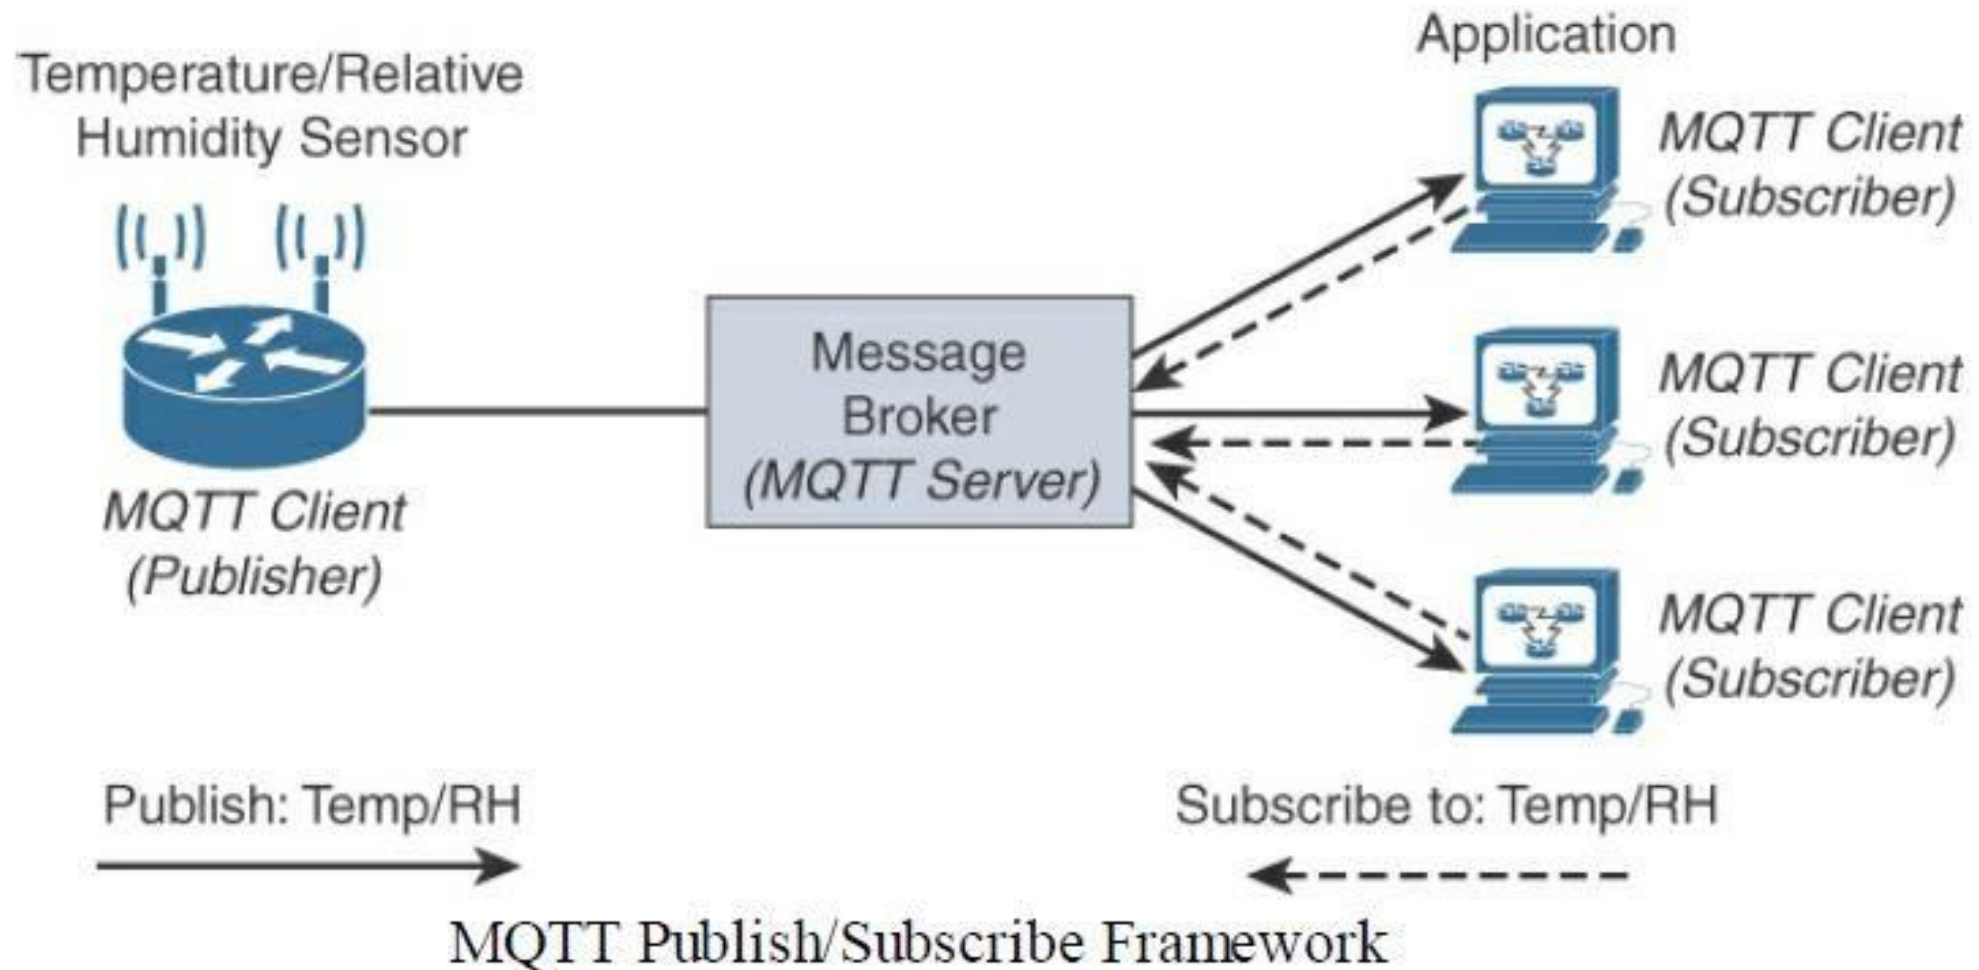 Temperature/Relative
Humidity Sensor
MQTT Client
(Publisher)
Message
Broker
(MQTT Server)
Application
MQTT Client
(Subscriber)
MQTT Client
(Subscriber)
MQTT Client
(Subscriber)
Publish: Temp/RH
Subscribe to: Temp/RH
MQTT Publish/Subscribe Framework